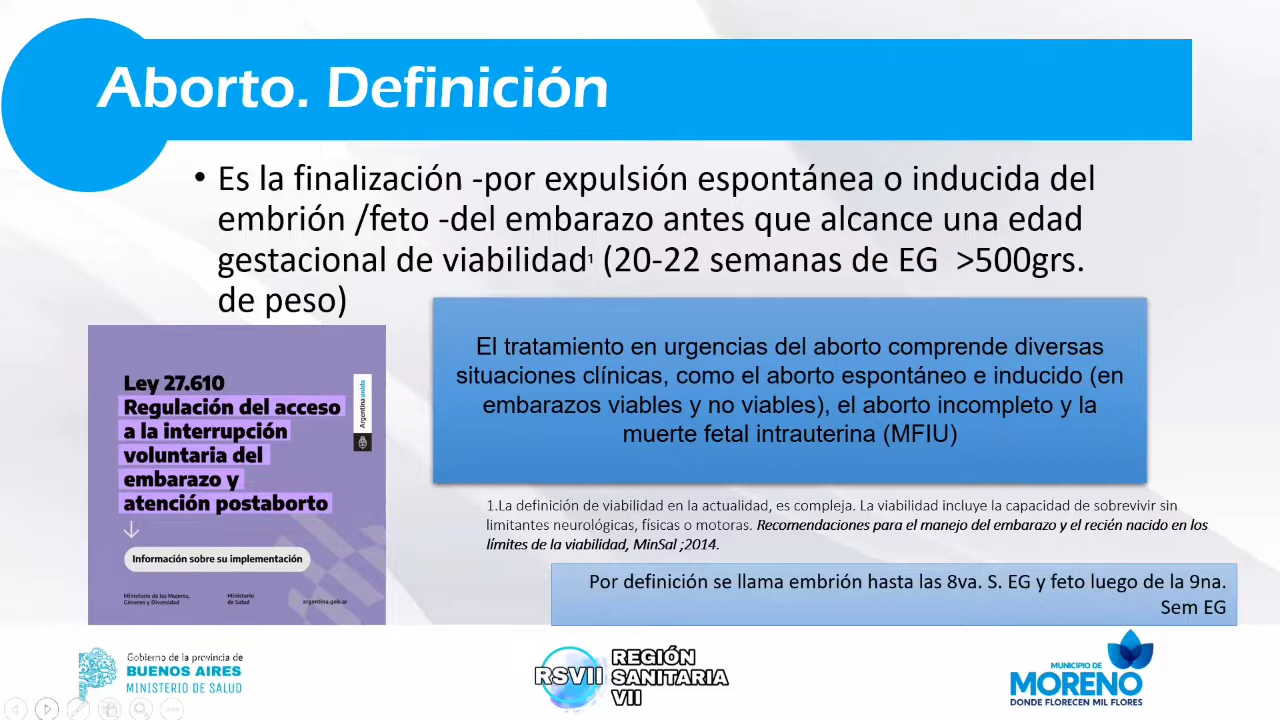 Aborto. Definición
• Es la finalización -por expulsión espontánea o inducida del
embrión /feto -del embarazo antes que alcance una edad
gestacional de viabilidad¹ (20-22 semanas de EG >500grs.
de peso)
Ley 27.610
Regulación del acceso
a la interrupción
voluntaria del
embarazo y
atención postaborto
Información sobre su implementación
Ministerio de las Mujeres,
Géneros y Diversidad
Ministerio
de Salud
argentina.gob.ar
Argentina unida
El tratamiento en urgencias del aborto comprende diversas
situaciones clínicas, como el aborto espontáneo e inducido (en
embarazos viables y no viables), el aborto incompleto y la
muerte fetal intrauterina (MFIU)
1.La definición de viabilidad en la actualidad, es compleja. La viabilidad incluye la capacidad de sobrevivir sin
limitantes neurológicas, físicas o motoras. Recomendaciones para el manejo del embarazo y el recién nacido en los
límites de la viabilidad, MinSal ;2014.
Por definición se llama embrión hasta las 8va. S. EG y feto luego de la 9na.
Sem EG
Gobierno de la provincia de
BUENOS AIRES
MINISTERIO DE SALUD
RSVII
REGIÓN
SANITARIA
VII
MUNICIPIO DE
MORENO
DONDE FLORECEN MIL FLORES